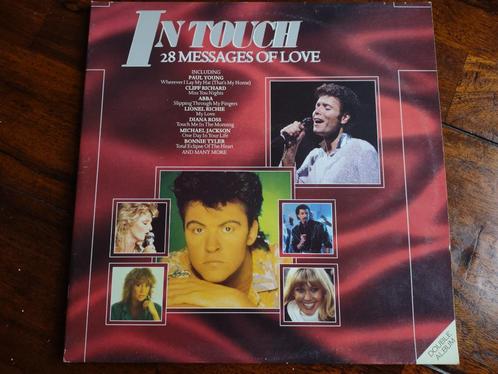 IN TOUCH
28 MESSAGES OF LOVE
INCLUDING
PAUL YOUNG
Wherever I Lay My Hat (That's My Home)
CLIFF RICHARD
Miss You Nights
ABBA
Slipping Through My Fingers
LIONEL RICHIE
My Love
DIANA ROSS
Touch Me In The Morning
MICHAEL JACKSON
One Day In Your Life
BONNIE TYLER
Total Eclipse Of The Heart
AND MANY MORE
DOUBLE
ALBUM